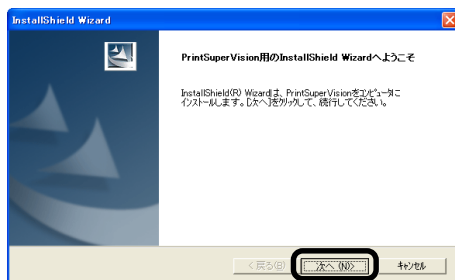 InstallShield Wizard
PrintSuperVision用のInstallShield Wizardへようこそ
InstallShield(R) Wizardは、PrintSuperVisionをコンピュータに
インストールします。[次へ]をクリックして、続行してください。
< 戻る(B)
次へ (N)>
キャンセル